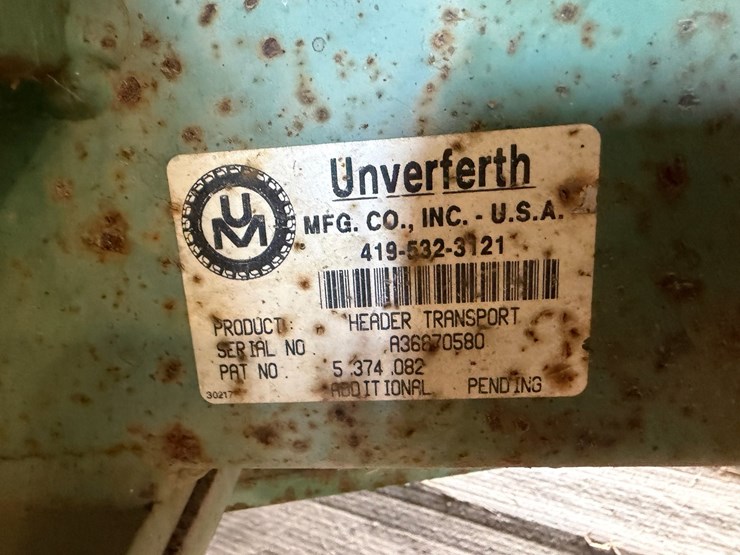 UM
Unverferth
MFG. CO., INC. - U.S.A.
419-532-3121
PRODUCT : HEADER TRANSPORT
SERIAL NO. A36870580
PAT NO. 5 .374 .082
ADDITIONAL PENDING